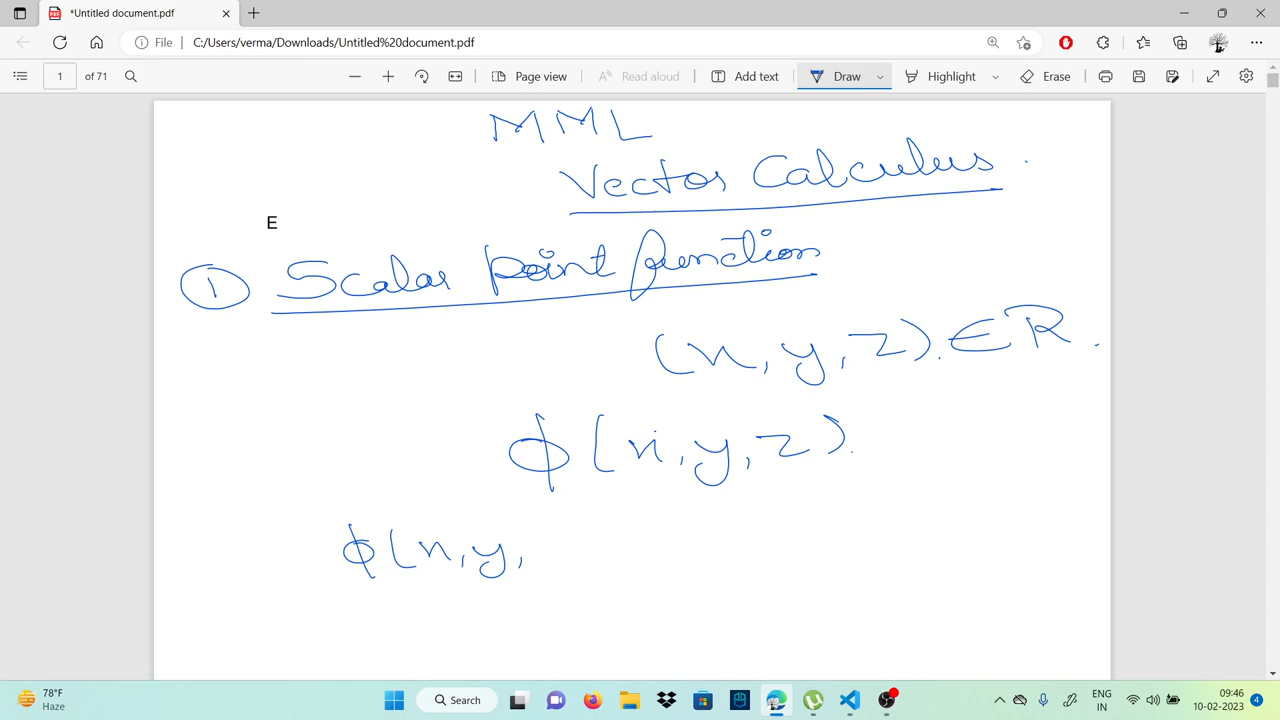 *Untitled document.pdf
File C:/Users/verma/Downloads/Untitled%20document.pdf
1 of 71 Page view Read aloud Add text Draw Highlight Erase
MML
Vector Calculus .
E
① Scalar point function
(x, y, z). ∈ R.
ϕ (x, y, z).
ϕ(x, y,
78°F
Haze
Search
ENG
IN
09:46
10-02-2023
4